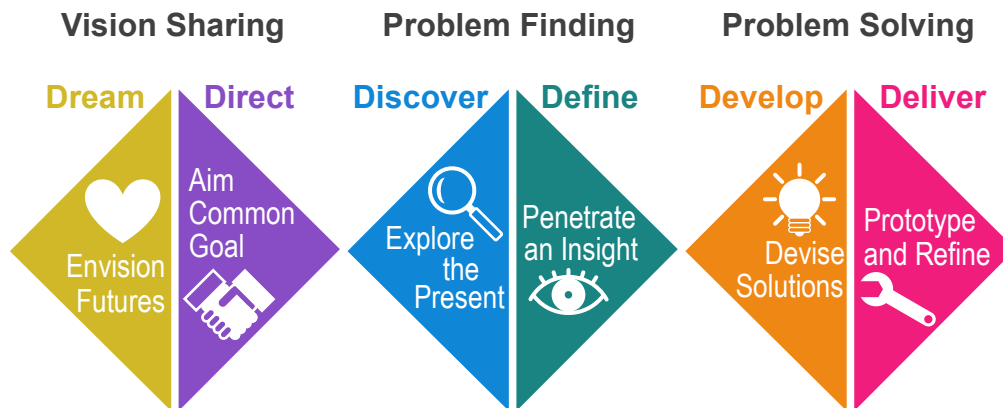 Vision Sharing
Problem Finding
Problem Solving
Dream
Direct
Discover
Define
Develop
Deliver
Envision
Futures
Aim
Common
Goal
Explore
the
Present
Penetrate
an Insight
Devise
Solutions
Prototype
and Refine